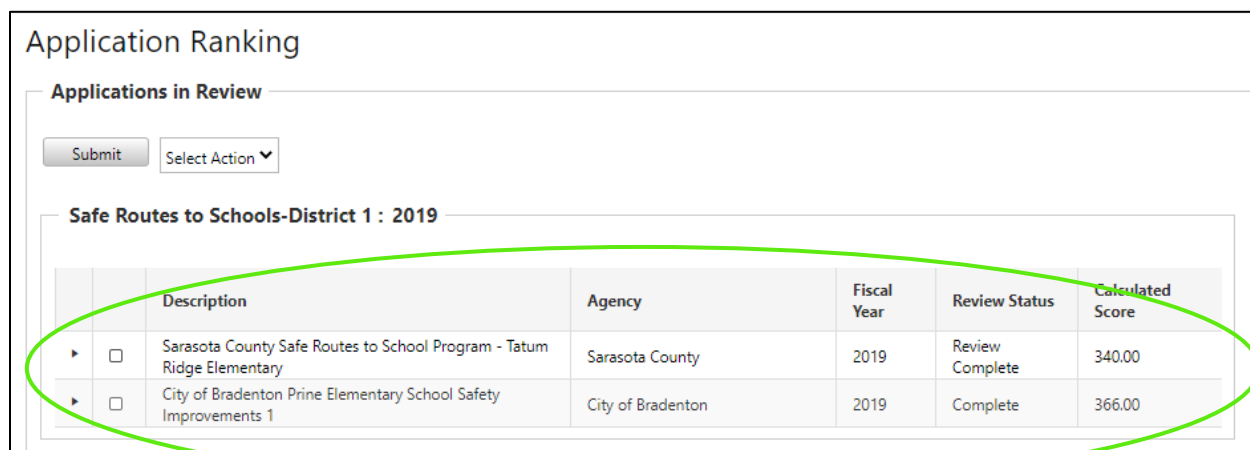 Application Ranking
Applications in Review
Submit Select Action
Safe Routes to Schools-District 1 : 2019
Description Agency Fiscal Year Review Status Calculated Score
Sarasota County Safe Routes to School Program - Tatum
Ridge Elementary Sarasota County 2019 Review Complete 340.00
City of Bradenton Prine Elementary School Safety
Improvements 1 City of Bradenton 2019 Complete 366.00